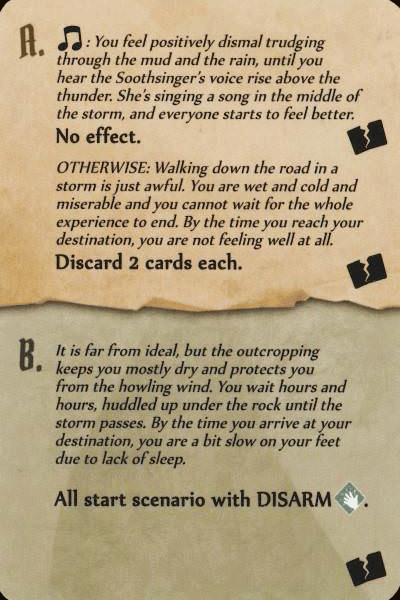 A. : You feel positively dismal trudging
through the mud and the rain, until you
hear the Soothsinger's voice rise above the
thunder. She's singing a song in the middle of
the storm, and everyone starts to feel better.
No effect.
OTHERWISE: Walking down the road in a
storm is just awful. You are wet and cold and
miserable and you cannot wait for the whole
experience to end. By the time you reach your
destination, you are not feeling well at all.
Discard 2 cards each.
B. It is far from ideal, but the outcropping
keeps you mostly dry and protects you
from the howling wind. You wait hours and
hours, huddled up under the rock until the
storm passes. By the time you arrive at your
destination, you are a bit slow on your feet
due to lack of sleep.
All start scenario with DISARM .